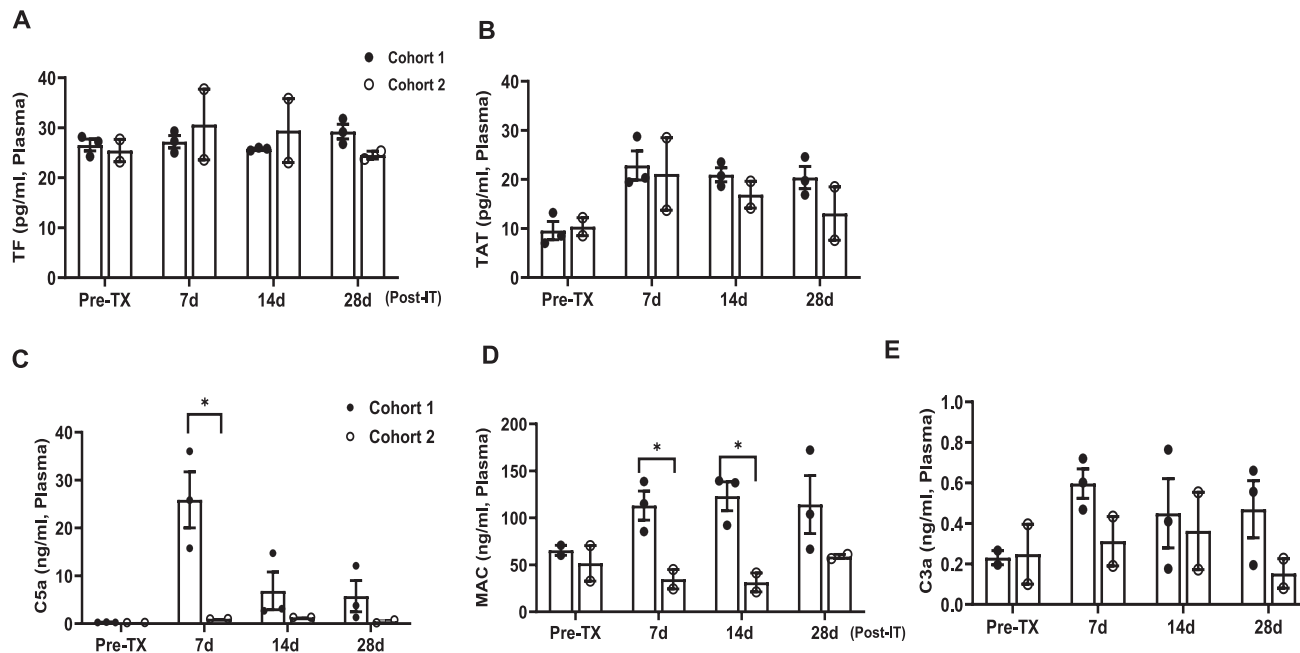 A
Cohort 1
Cohort 2
TF (pg/ml, Plasma)
40
30
20
10
0
Pre-TX 7d 14d 28d (Post-IT)
B
TAT (pg/ml, Plasma)
40
30
20
10
0
Pre-TX 7d 14d 28d
C
*
Cohort 1
Cohort 2
C5a (ng/ml, Plasma)
40
30
20
10
0
Pre-TX 7d 14d 28d
D
* *
MAC (ng/ml, Plasma)
200
150
100
50
0
Pre-TX 7d 14d 28d (Post-IT)
E
C3a (ng/ml, Plasma)
1.0
0.8
0.6
0.4
0.2
0.0
Pre-TX 7d 14d 28d